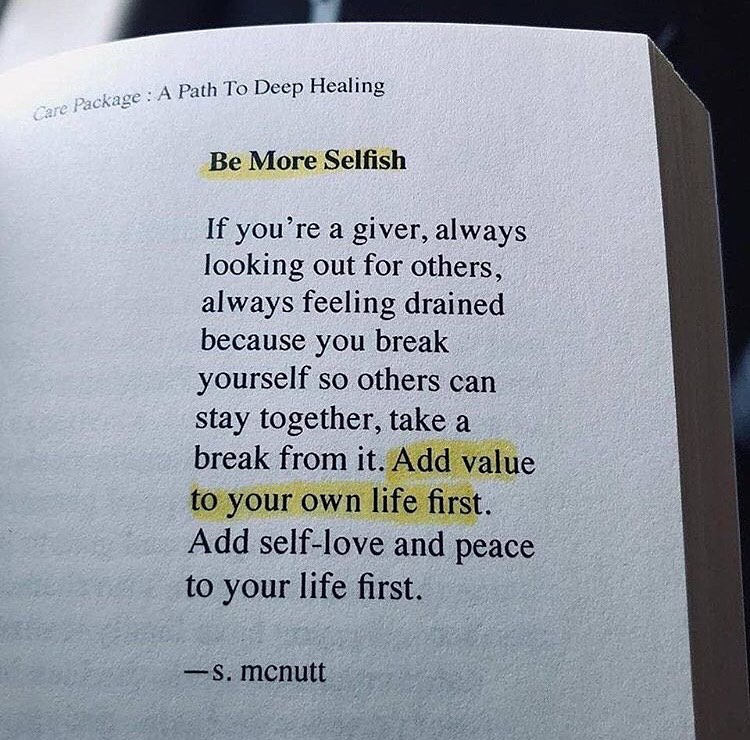 Care Package : A Path To Deep Healing
Be More Selfish
If you're a giver, always
looking out for others,
always feeling drained
because you break
yourself so others can
stay together, take a
break from it. Add value
to your own life first.
Add self-love and peace
to your life first.
—s. mcnutt